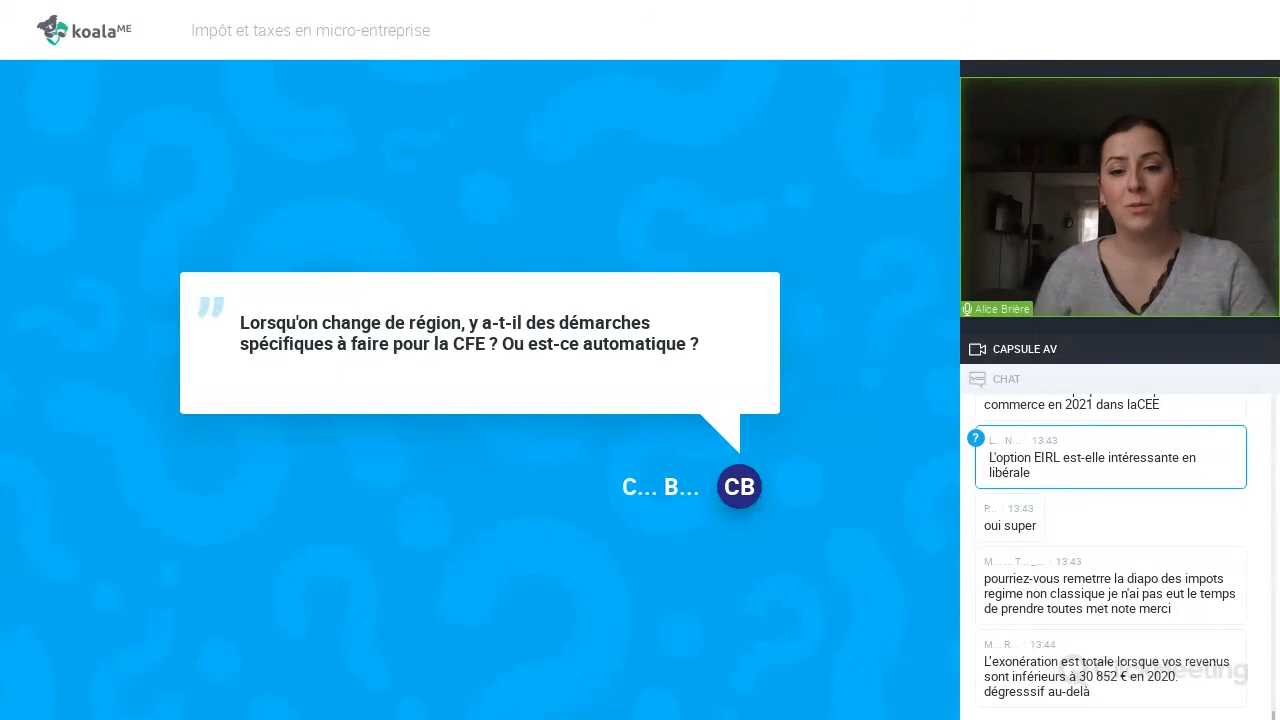 koala ME
Impôt et taxes en micro-entreprise
Lorsqu'on change de région, y a-t-il des démarches
spécifiques à faire pour la CFE ? Ou est-ce automatique ?
C... B...
CB
Alice Brière
CAPSULE AV
CHAT
commerce en 2021 dans laCEE
?
L... N... 13:43
L'option EIRL est-elle intéressante en
libérale
P... 13:43
oui super
M... ... T... _... 13:43
pourriez-vous remetrre la diapo des impots
regime non classique je n'ai pas eut le temps
de prendre toutes met note merci
M... R... 13:44
L'exonération est totale lorsque vos revenus
sont inférieurs à 30 852 € en 2020.
dégresssif au-delà